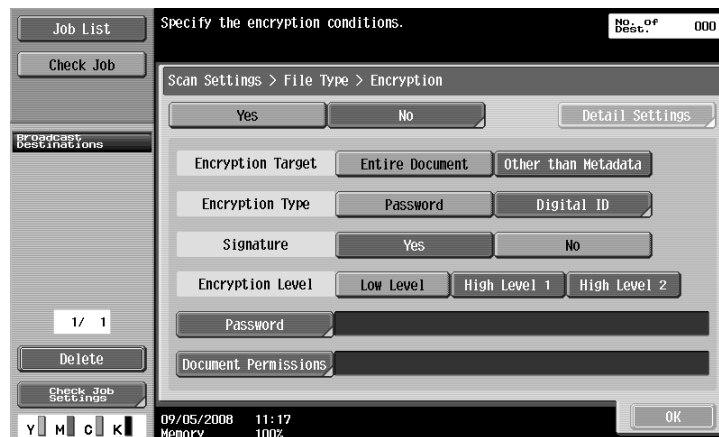 Job List
Check Job
Specify the encryption conditions.
No. of Dest. 000
Scan Settings > File Type > Encryption
Yes No Detail Settings
Broadcast
Destinations
Encryption Target Entire Document Other than Metadata
Encryption Type Password Digital ID
Signature Yes No
Encryption Level Low Level High Level 1 High Level 2
1/ 1
Password
Delete
Document Permissions
Check Job
Settings
OK
Y M C K
09/05/2008 11:17
Memory 100%